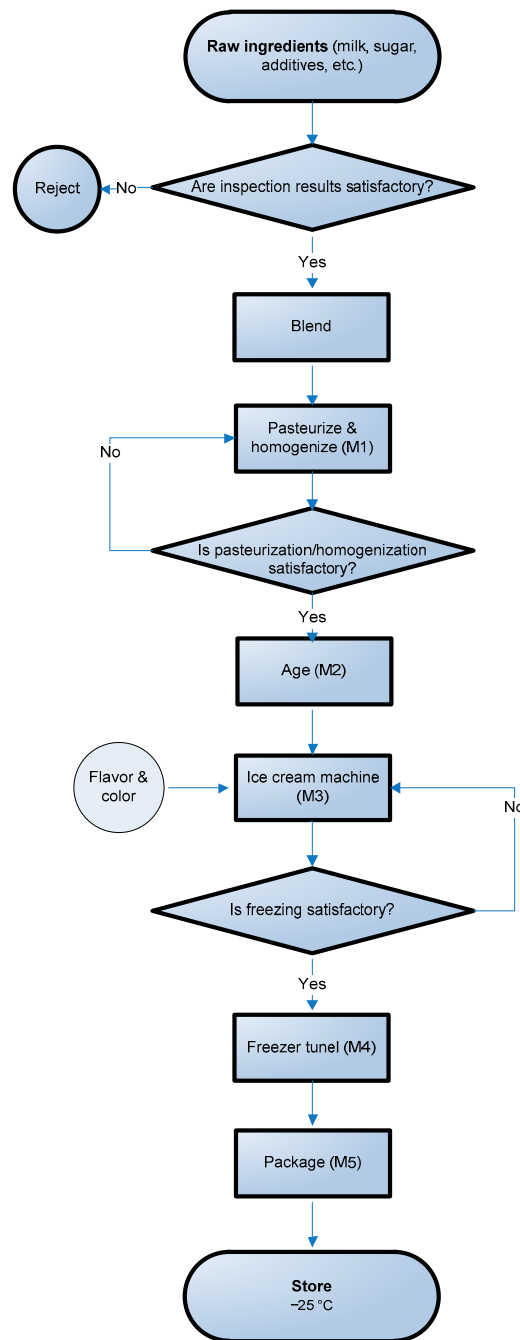 Raw ingredients (milk, sugar,
additives, etc.)
Are inspection results satisfactory?
No
Reject
Yes
Blend
Pasteurize &
homogenize (M1)
No
Is pasteurization/homogenization
satisfactory?
Yes
Age (M2)
Flavor &
color
Ice cream machine
(M3)
No
Is freezing satisfactory?
Yes
Freezer tunel (M4)
Package (M5)
Store
−25 °C